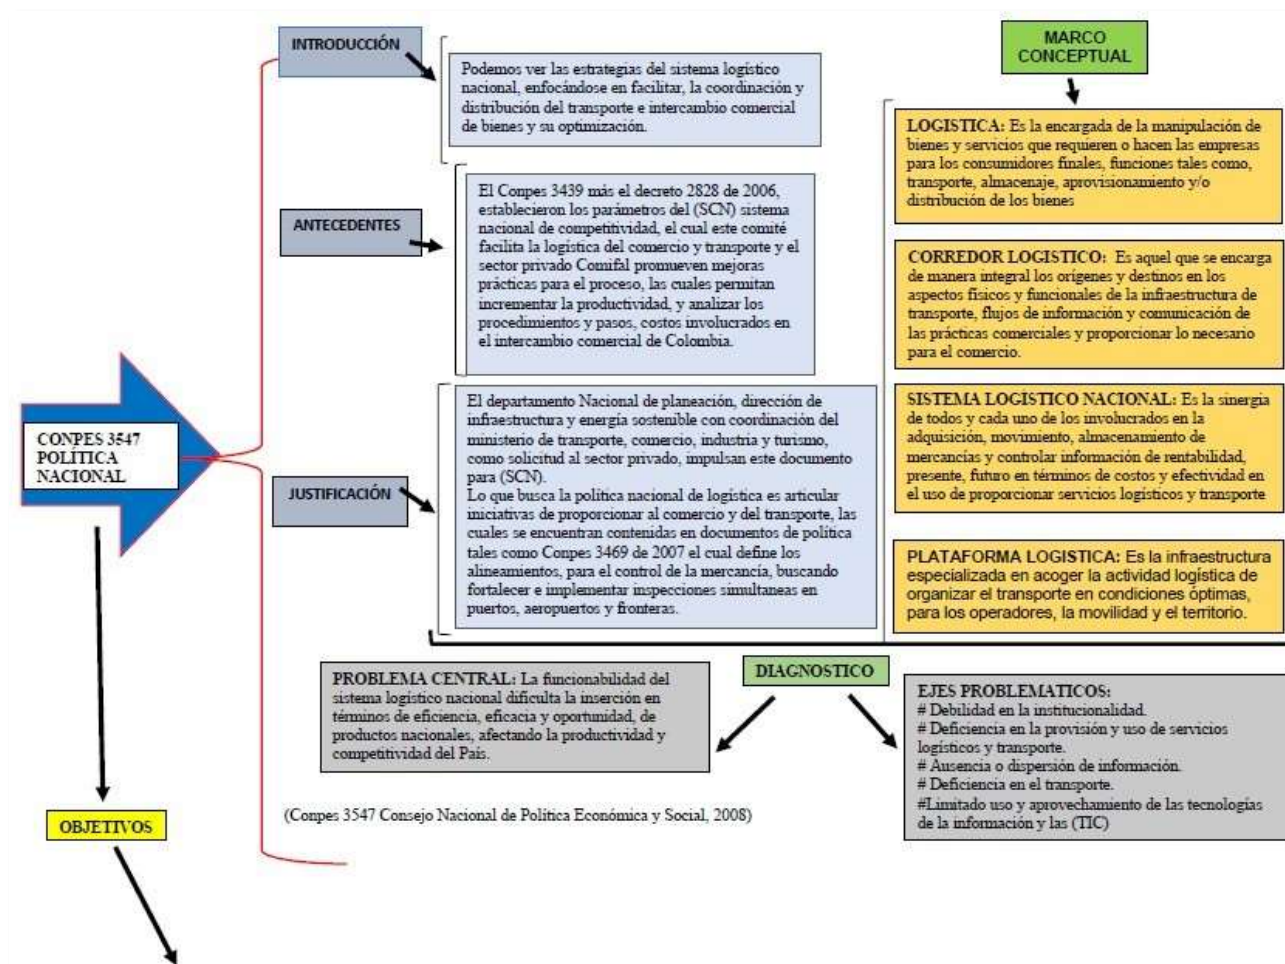 INTRODUCCIÓN
Podemos ver las estrategias del sistema logístico
nacional, enfocándose en facilitar, la coordinación y
distribución del transporte e intercambio comercial
de bienes y su optimización.
ANTECEDENTES
El Conpes 3439 más el decreto 2828 de 2006,
establecieron los parámetros del (SCN) sistema
nacional de competitividad, el cual este comité
facilita la logística del comercio y transporte y el
sector privado Comifal promueven mejoras
prácticas para el proceso, las cuales permitan
incrementar la productividad, y analizar los
procedimientos y pasos, costos involucrados en
el intercambio comercial de Colombia.
CONPES 3547
POLÍTICA
NACIONAL
JUSTIFICACIÓN
El departamento Nacional de planeación, dirección de
infraestructura y energía sostenible con coordinación del
ministerio de transporte, comercio, industria y turismo,
como solicitud al sector privado, impulsan este documento
para (SCN).
Lo que busca la política nacional de logística es articular
iniciativas de proporcionar al comercio y del transporte, las
cuales se encuentran contenidas en documentos de política
tales como Conpes 3469 de 2007 el cual define los
alineamientos, para el control de la mercancía, buscando
fortalecer e implementar inspecciones simultaneas en
puertos, aeropuertos y fronteras.
MARCO
CONCEPTUAL
LOGISTICA: Es la encargada de la manipulación de
bienes y servicios que requieren o hacen las empresas
para los consumidores finales, funciones tales como,
transporte, almacenaje, aprovisionamiento y/o
distribución de los bienes
CORREDOR LOGISTICO: Es aquel que se encarga
de manera integral los orígenes y destinos en los
aspectos físicos y funcionales de la infraestructura de
transporte, flujos de información y comunicación de
las prácticas comerciales y proporcionar lo necesario
para el comercio.
SISTEMA LOGÍSTICO NACIONAL: Es la sinergia
de todos y cada uno de los involucrados en la
adquisición, movimiento, almacenamiento de
mercancías y controlar información de rentabilidad,
presente, futuro en términos de costos y efectividad en
el uso de proporcionar servicios logísticos y transporte
PLATAFORMA LOGISTICA: Es la infraestructura
especializada en acoger la actividad logística de
organizar el transporte en condiciones óptimas,
para los operadores, la movilidad y el territorio.
DIAGNOSTICO
PROBLEMA CENTRAL: La funcionabilidad del
sistema logístico nacional dificulta la inserción en
términos de eficiencia, eficacia y oportunidad, de
productos nacionales, afectando la productividad y
competitividad del País.
EJES PROBLEMATICOS:
# Debilidad en la institucionalidad.
# Deficiencia en la provisión y uso de servicios
logísticos y transporte.
# Ausencia o dispersión de información.
# Deficiencia en el transporte.
#Limitado uso y aprovechamiento de las tecnologías
de la información y las (TIC)
(Conpes 3547 Consejo Nacional de Política Económica y Social, 2008)
OBJETIVOS